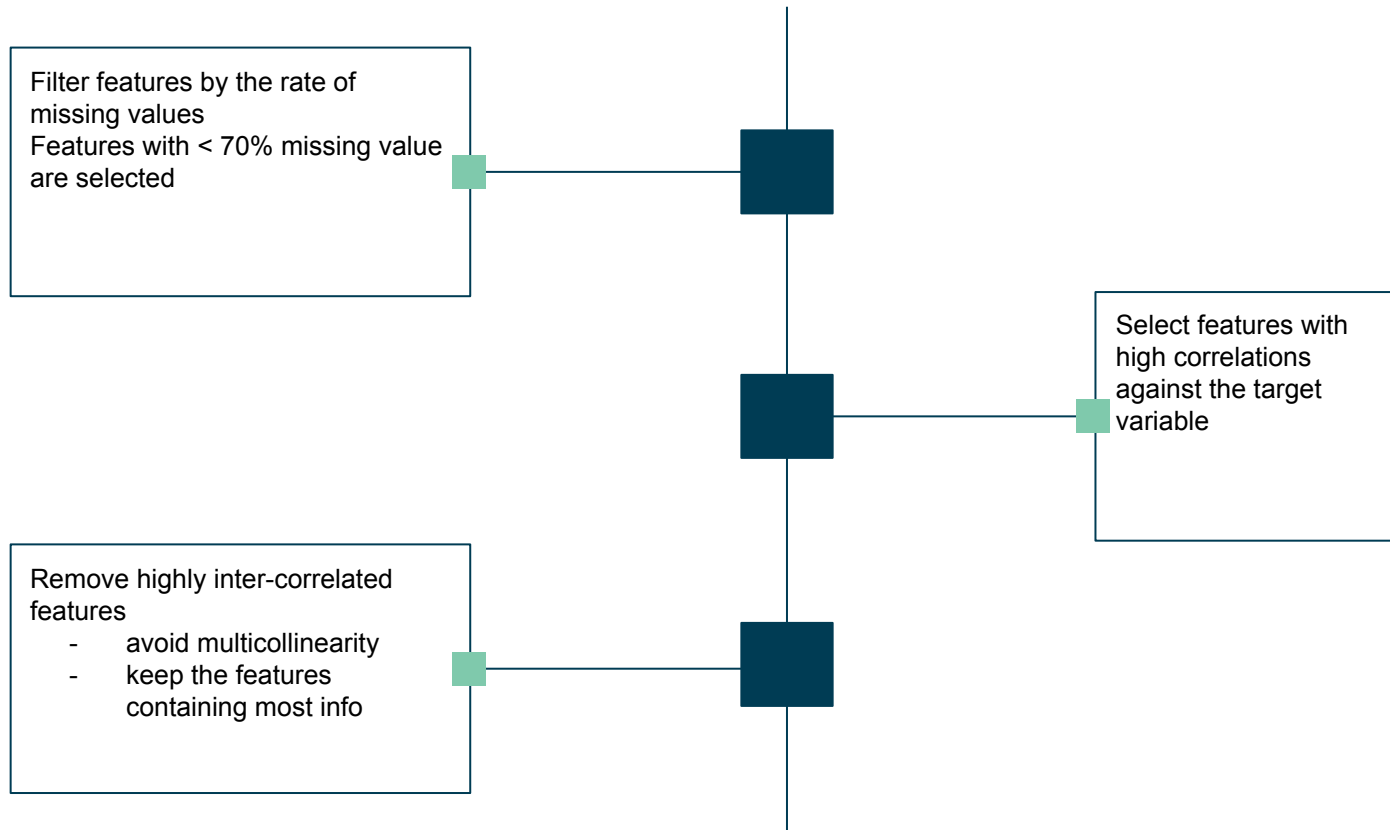 Filter features by the rate of
missing values
Features with < 70% missing value
are selected
Select features with
high correlations
against the target
variable
Remove highly inter-correlated
features
- avoid multicollinearity
- keep the features
containing most info